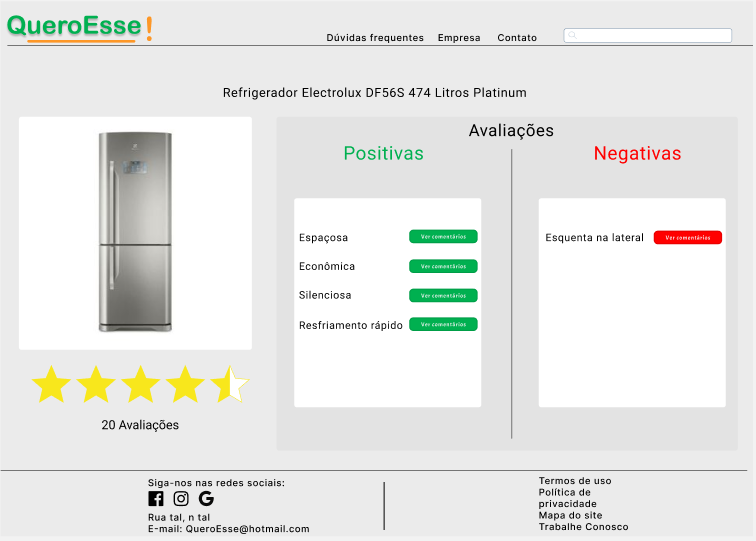 QueroEsse!
Dúvidas frequentes Empresa Contato
Refrigerador Electrolux DF56S 474 Litros Platinum
Avaliações
Positivas
Negativas
Espaçosa Ver comentários
Econômica Ver comentários
Silenciosa Ver comentários
Resfriamento rápido Ver comentários
Esquenta na lateral Ver comentários
20 Avaliações
Siga-nos nas redes sociais:
Rua tal, n tal
E-mail: QueroEsse@hotmail.com
Termos de uso
Política de
privacidade
Mapa do site
Trabalhe Conosco